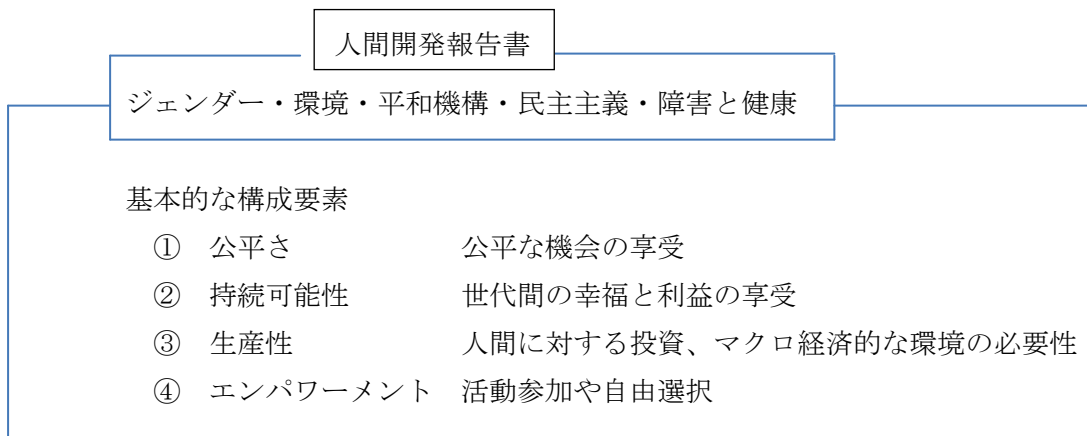 人間開発報告書
ジェンダー・環境・平和機構・民主主義・障害と健康
基本的な構成要素
① 公平さ 公平な機会の享受
② 持続可能性 世代間の幸福と利益の享受
③ 生産性 人間に対する投資、マクロ経済的な環境の必要性
④ エンパワーメント 活動参加や自由選択